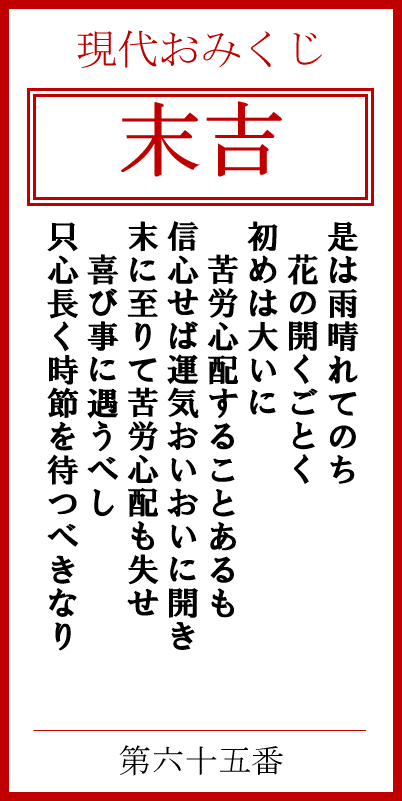 現代おみくじ
末吉
是は雨晴れてのち
花の開くごとく
初めは大いに
苦労心配することあるも
信心せば運気おいおいに開き
末に至りて苦労心配も失せ
喜び事に遇うべし
只心長く時節を待つべきなり
第六十五番